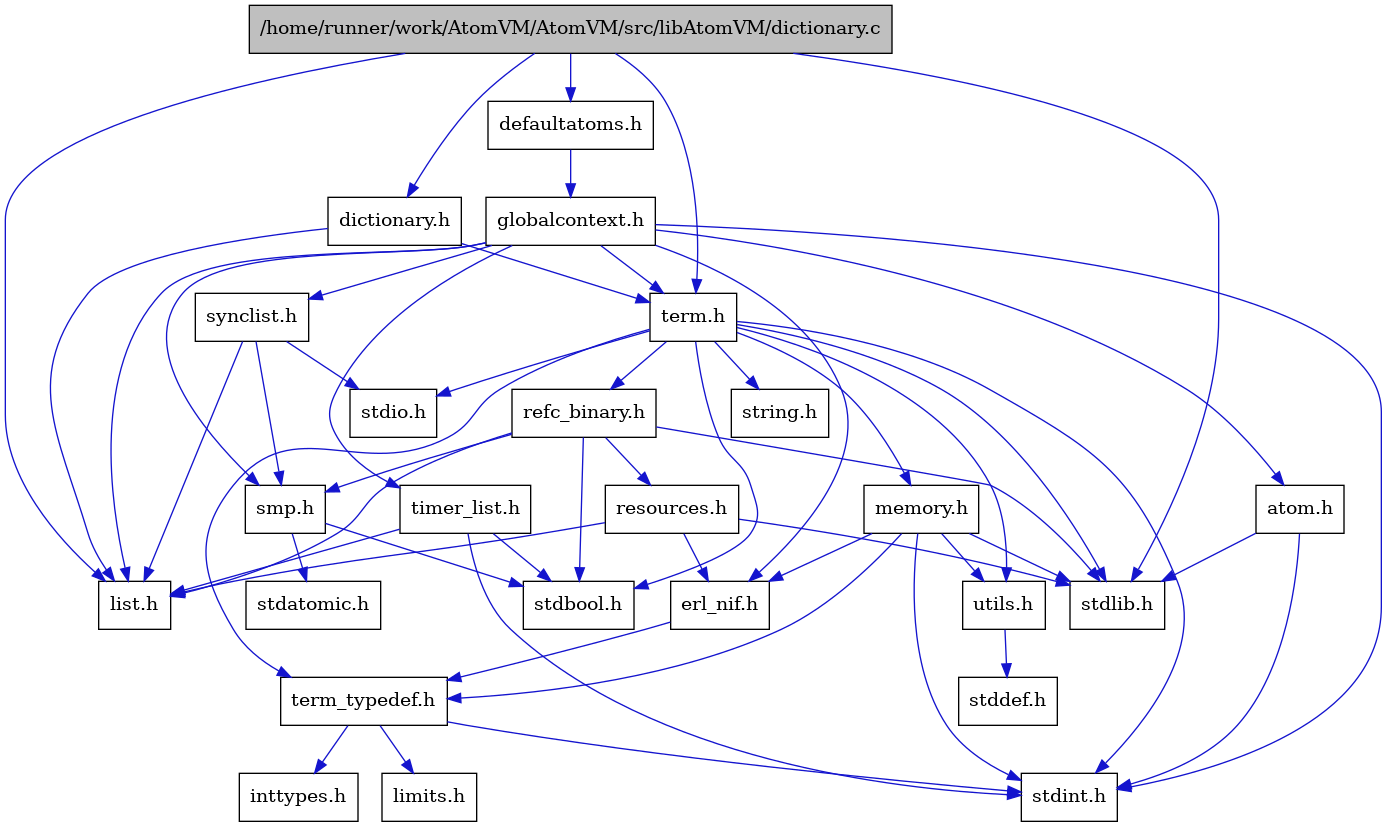 /home/runner/work/AtomVM/AtomVM/src/libAtomVM/dictionary.c
defaultatoms.h
dictionary.h
globalcontext.h
synclist.h
term.h
stdio.h
refc_binary.h
string.h
smp.h
timer_list.h
resources.h
memory.h
atom.h
list.h
stdatomic.h
stdbool.h
erl_nif.h
utils.h
stdlib.h
term_typedef.h
stddef.h
inttypes.h
limits.h
stdint.h